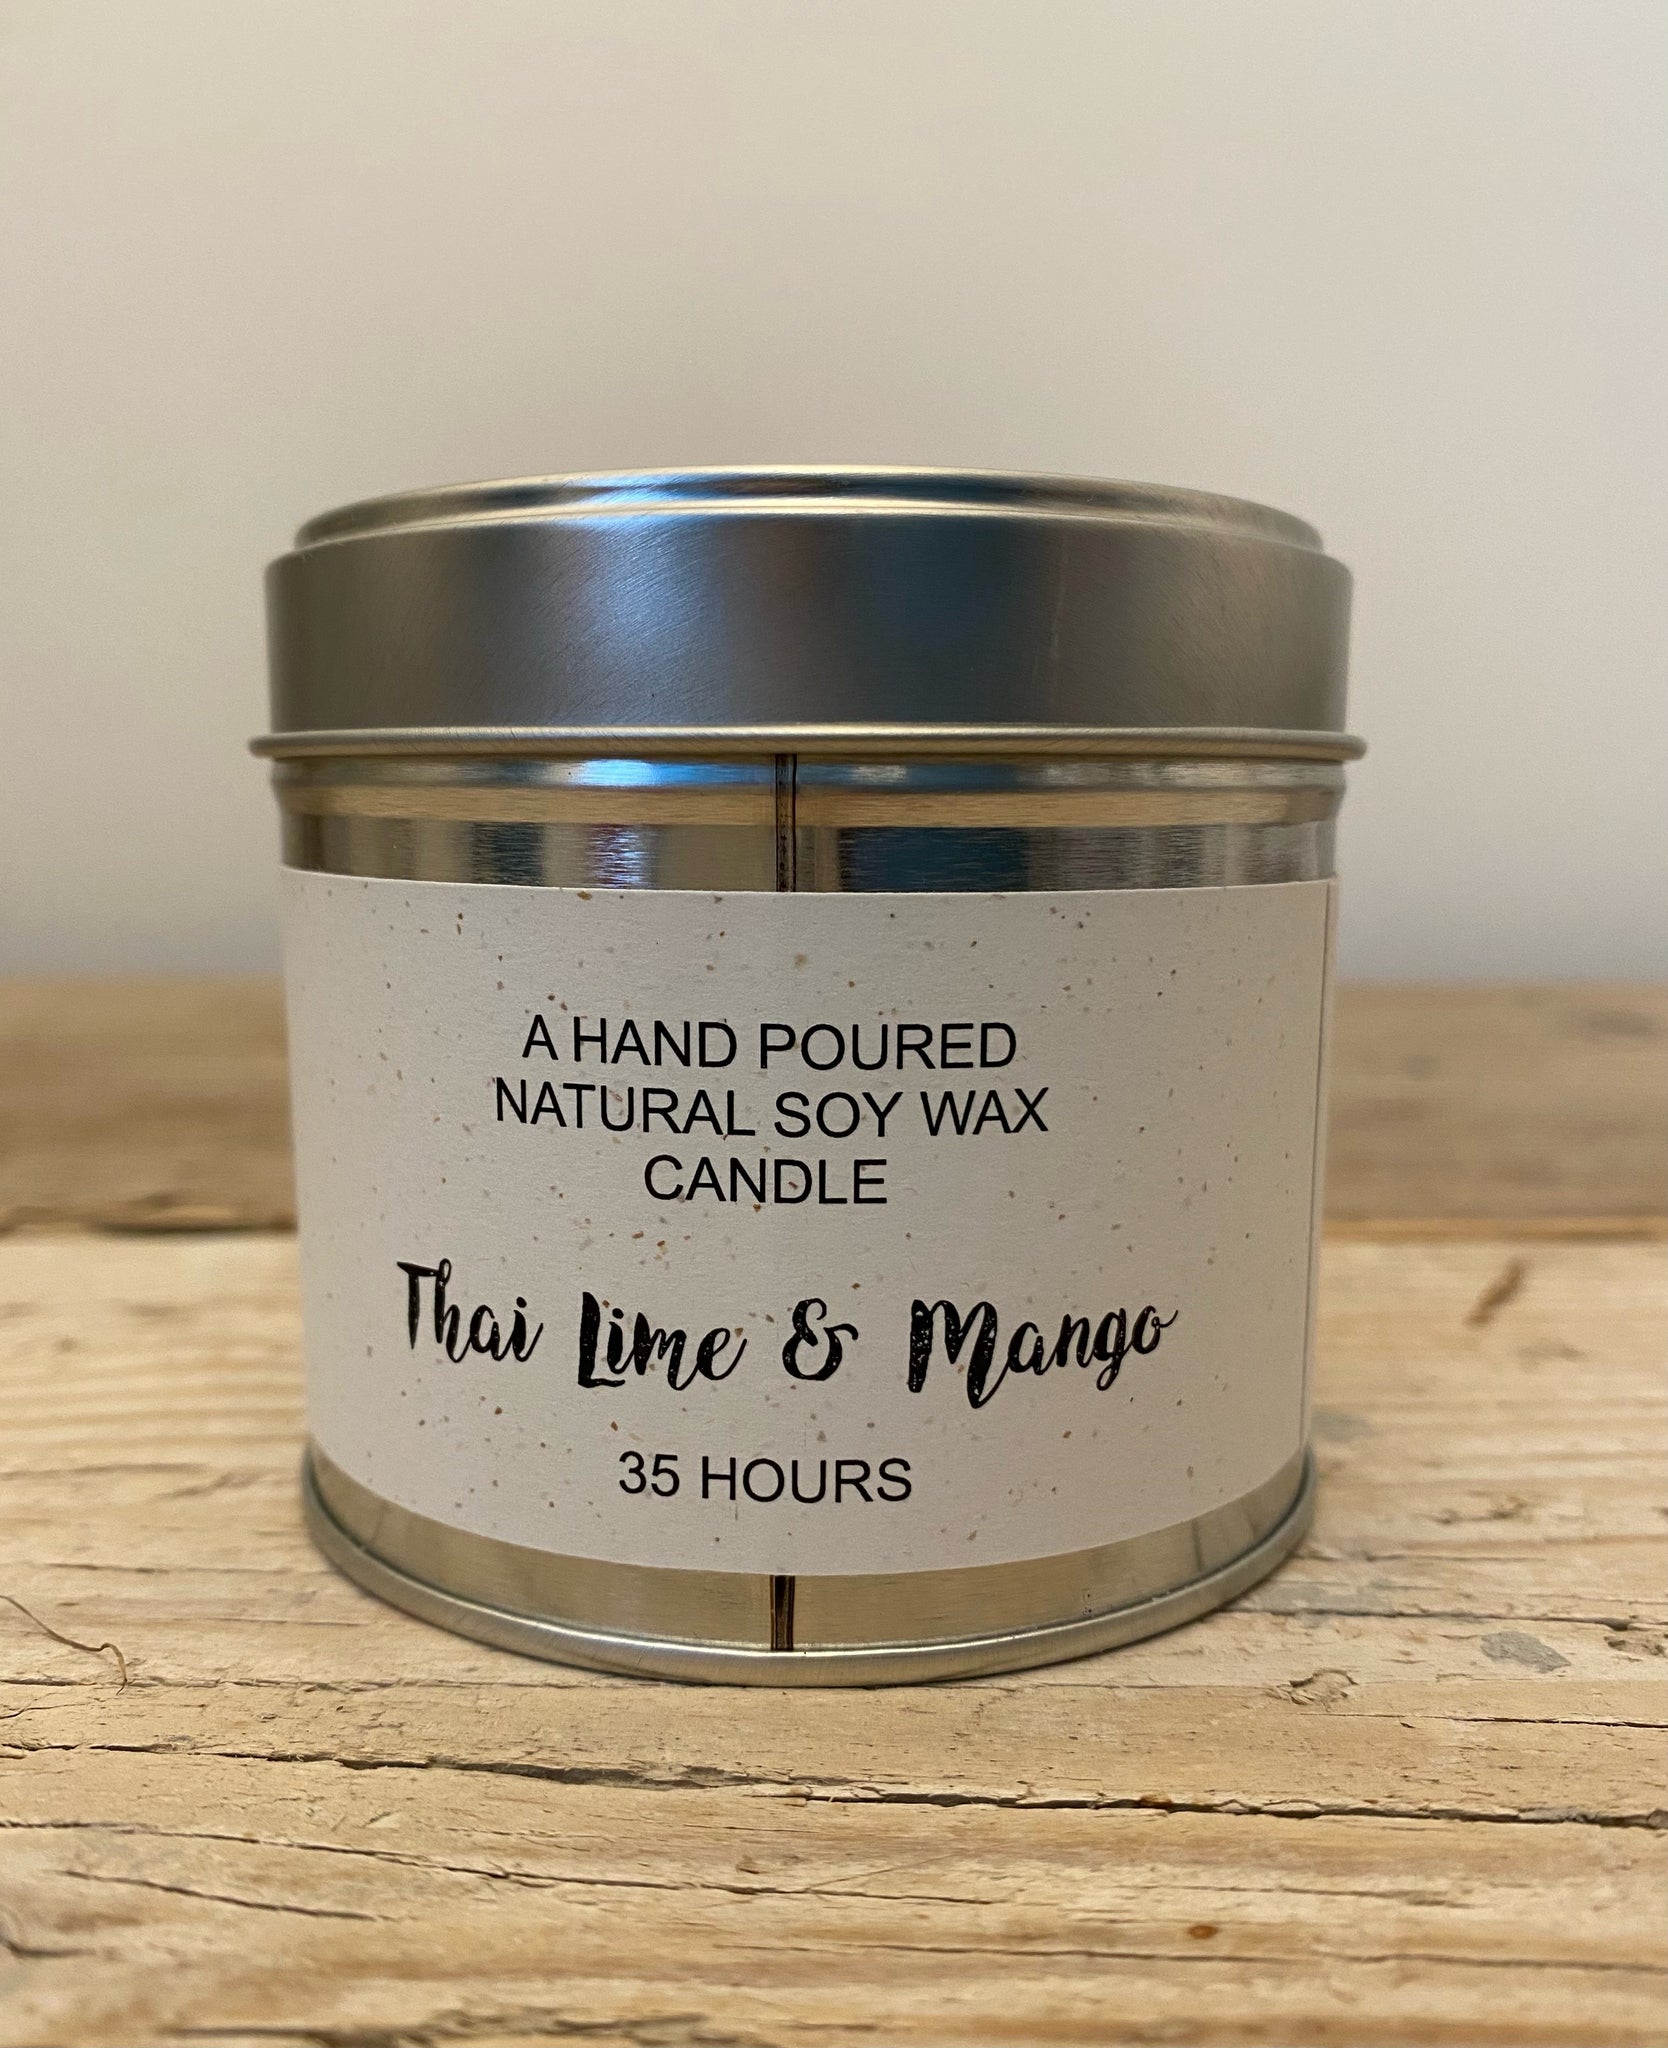 A HAND POURED
NATURAL SOY WAX
CANDLE
Thai Lime & Mango
35 HOURS